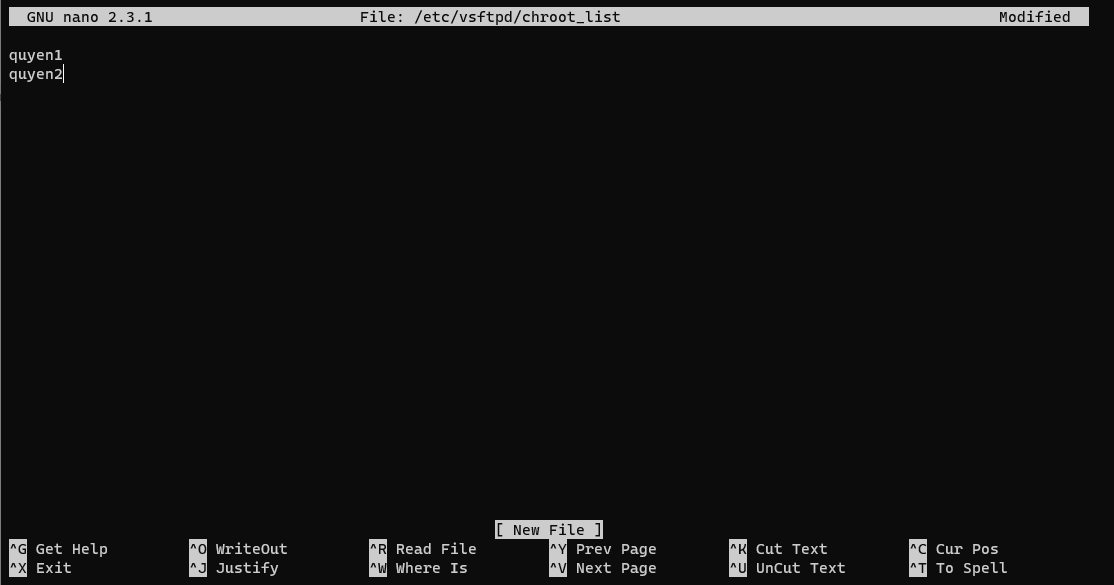 GNU nano 2.3.1 File: /etc/vsftpd/chroot_list Modified
quyen1
quyen2
[ New File ]
^G Get Help ^O WriteOut ^R Read File ^Y Prev Page ^K Cut Text ^C Cur Pos
^X Exit ^J Justify ^W Where Is ^V Next Page ^U UnCut Text ^T To Spell